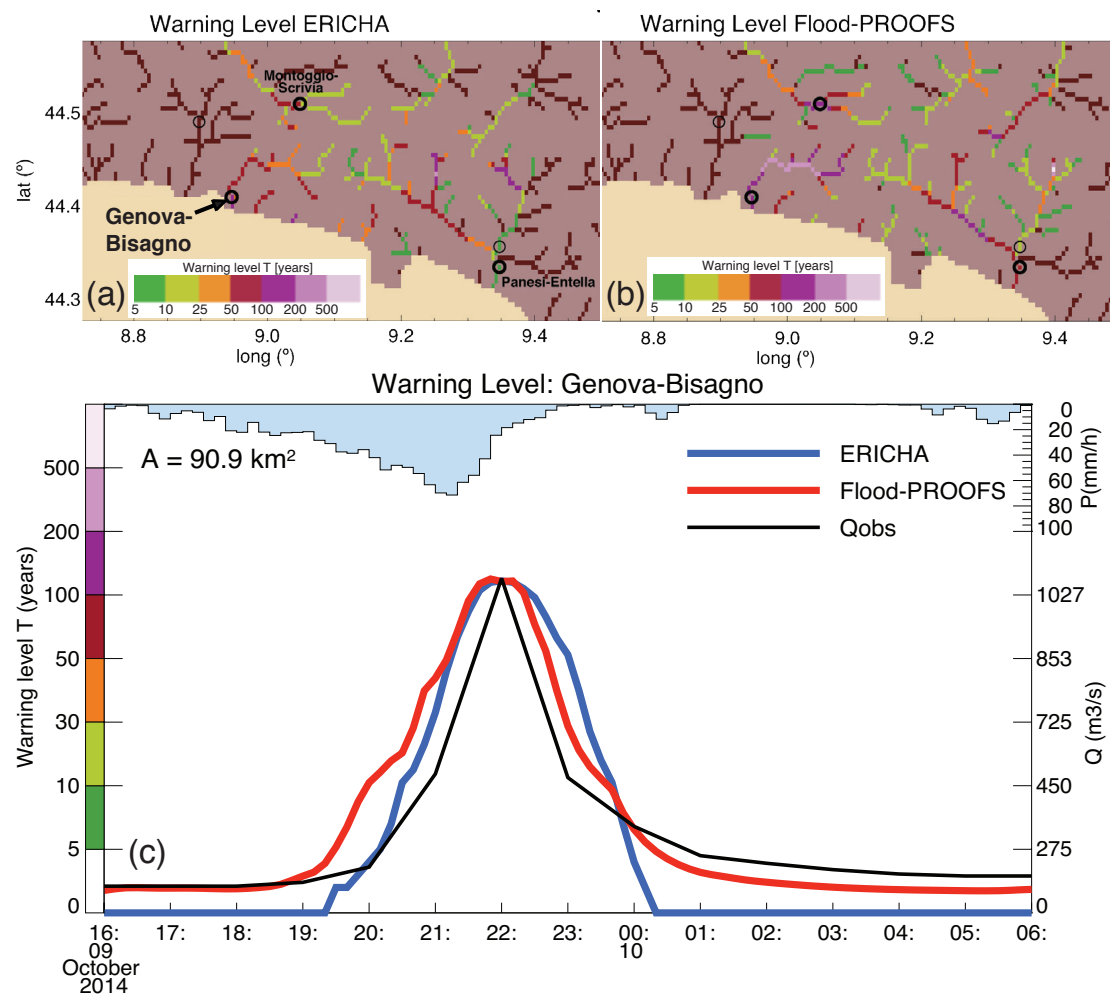 Warning Level ERICHA
Warning Level Flood-PROOFS
Montoggio-
Scrivia
Genova-
Bisagno
Panesi-Entella
lat (°)
44.5
44.4
44.3
Warning level T [years]
5 10 25 50 100 200 500
(a)
8.8 9.0 9.2 9.4
long (°)
Warning level T [years]
5 10 25 50 100 200 500
(b)
8.8 9.0 9.2 9.4
long (°)
Warning Level: Genova-Bisagno
A = 90.9 km²
ERICHA
Flood-PROOFS
Qobs
Warning level T (years)
500
200
100
50
30
10
5
0
P(mm/h)
0
20
40
60
80
100
Q (m3/s)
1027
853
725
450
275
0
(c)
16: 17: 18: 19: 20: 21: 22: 23: 00: 01: 02: 03: 04: 05: 06:
09 10
October
2014